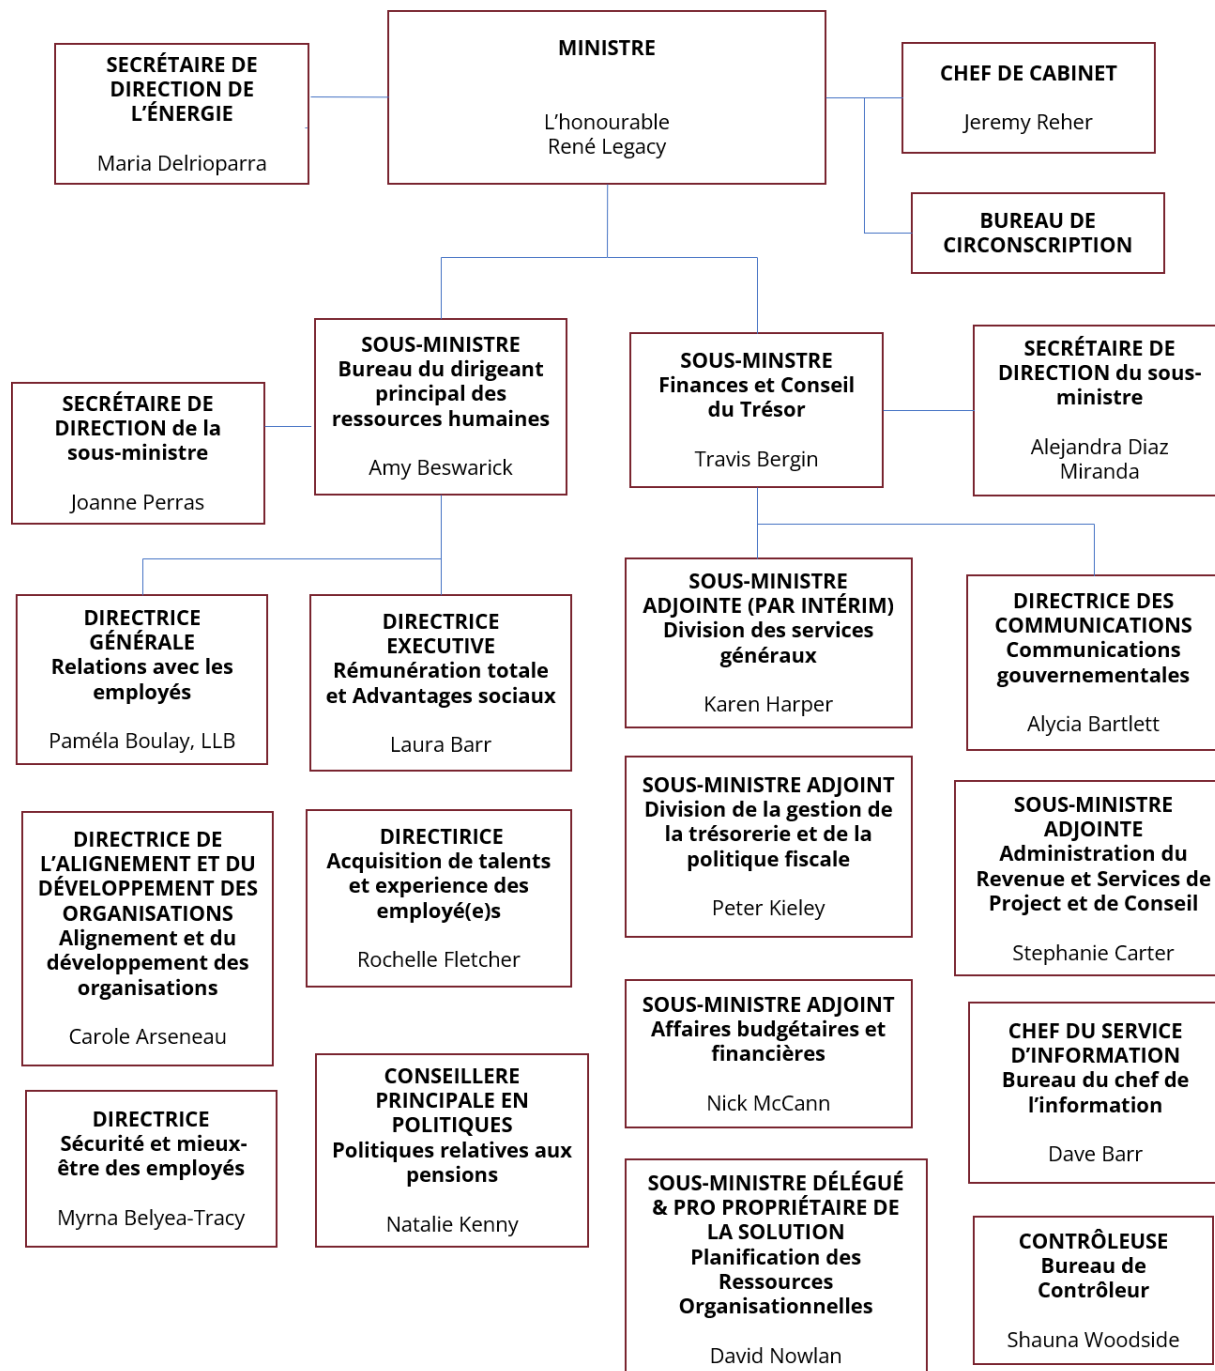 MINISTRE
L’honourable
René Legacy
SECRÉTAIRE DE
DIRECTION DE
L’ÉNERGIE
Maria Delrioparra
CHEF DE CABINET
Jeremy Reher
BUREAU DE
CIRCONSCRIPTION
SOUS-MINISTRE
Bureau du dirigeant
principal des
ressources humaines
Amy Beswarick
SECRÉTAIRE DE
DIRECTION de la
sous-ministre
Joanne Perras
SOUS-MINSTRE
Finances et Conseil
du Trésor
Travis Bergin
SECRÉTAIRE DE
DIRECTION du sous-
ministre
Alejandra Diaz
Miranda
DIRECTRICE
GÉNÉRALE
Relations avec les
employés
Paméla Boulay, LLB
DIRECTRICE
EXECUTIVE
Rémunération totale
et Advantages sociaux
Laura Barr
SOUS-MINISTRE
ADJOINTE (PAR INTÉRIM)
Division des services
généraux
Karen Harper
DIRECTRICE DES
COMMUNICATIONS
Communications
gouvernementales
Alycia Bartlett
DIRECTRICE DE
L’ALIGNEMENT ET DU
DÉVELOPPEMENT DES
ORGANISATIONS
Alignement et du
développement des
organisations
Carole Arseneau
DIRECTIRICE
Acquisition de talents
et experience des
employé(e)s
Rochelle Fletcher
SOUS-MINISTRE ADJOINT
Division de la gestion de
la trésorerie et de la
politique fiscale
Peter Kieley
SOUS-MINISTRE
ADJOINTE
Administration du
Revenue et Services de
Project et de Conseil
Stephanie Carter
DIRECTRICE
Sécurité et mieux-
être des employés
Myrna Belyea-Tracy
CONSEILLERE
PRINCIPALE EN
POLITIQUES
Politiques relatives aux
pensions
Natalie Kenny
SOUS-MINISTRE ADJOINT
Affaires budgétaires et
financières
Nick McCann
CHEF DU SERVICE
D’INFORMATION
Bureau du chef de
l’information
Dave Barr
SOUS-MINISTRE DÉLÉGUÉ
& PRO PROPRIÉTAIRE DE
LA SOLUTION
Planification des
Ressources
Organisationnelles
David Nowlan
CONTRÔLEUSE
Bureau de
Contrôleur
Shauna Woodside